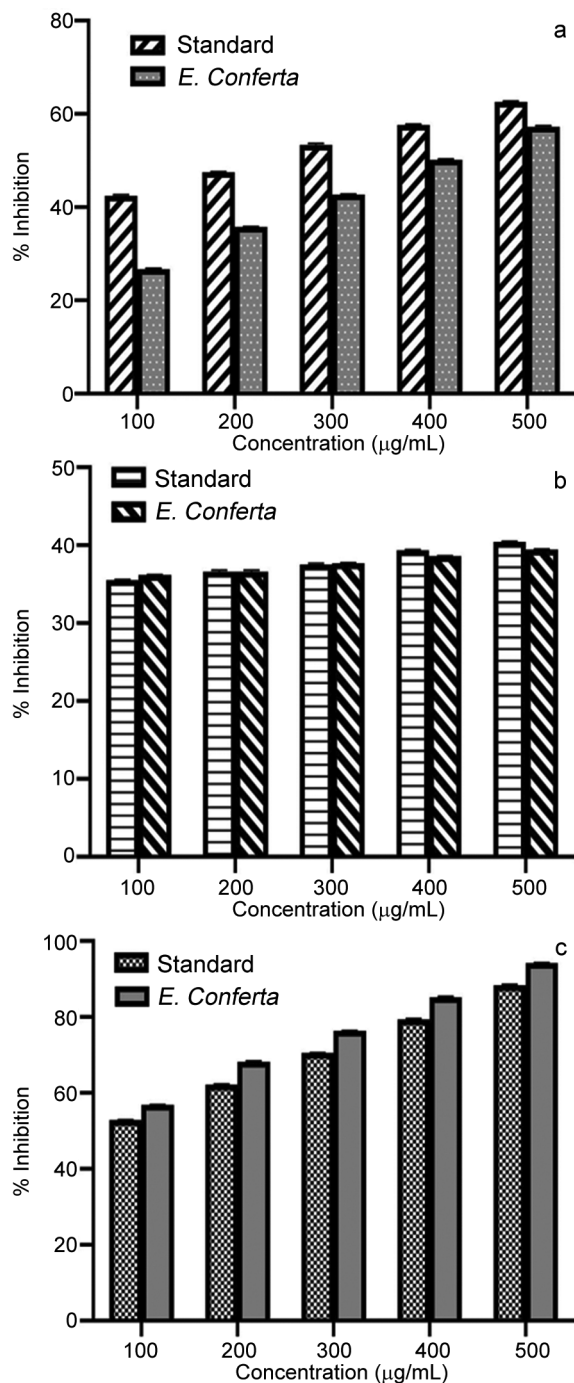 a
Standard
E. Conferta
% Inhibition
80
60
40
20
0
100 200 300 400 500
Concentration (μg/mL)
b
Standard
E. Conferta
% Inhibition
50
40
30
20
10
0
100 200 300 400 500
Concentration (μg/mL)
c
Standard
E. Conferta
% Inhibition
100
80
60
40
20
0
100 200 300 400 500
Concentration (μg/mL)